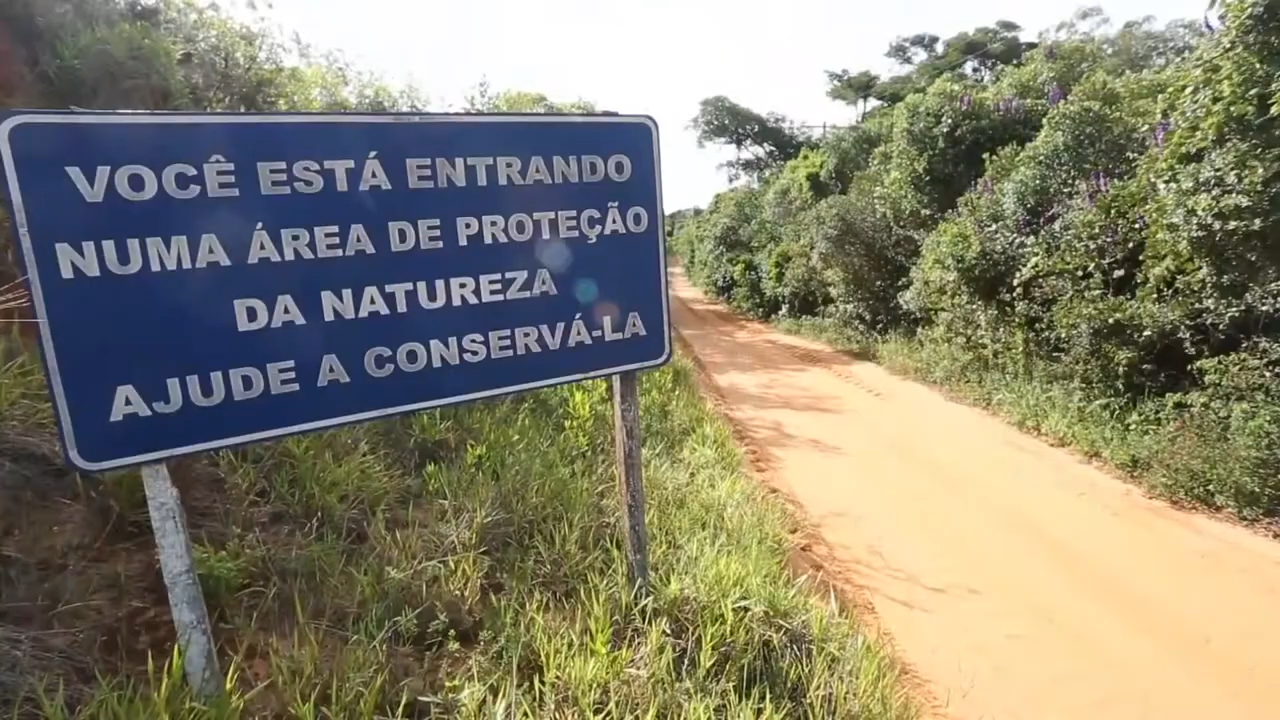 VOCÊ ESTÁ ENTRANDO
NUMA ÁREA DE PROTEÇÃO
DA NATUREZA
AJUDE A CONSERVÁ-LA